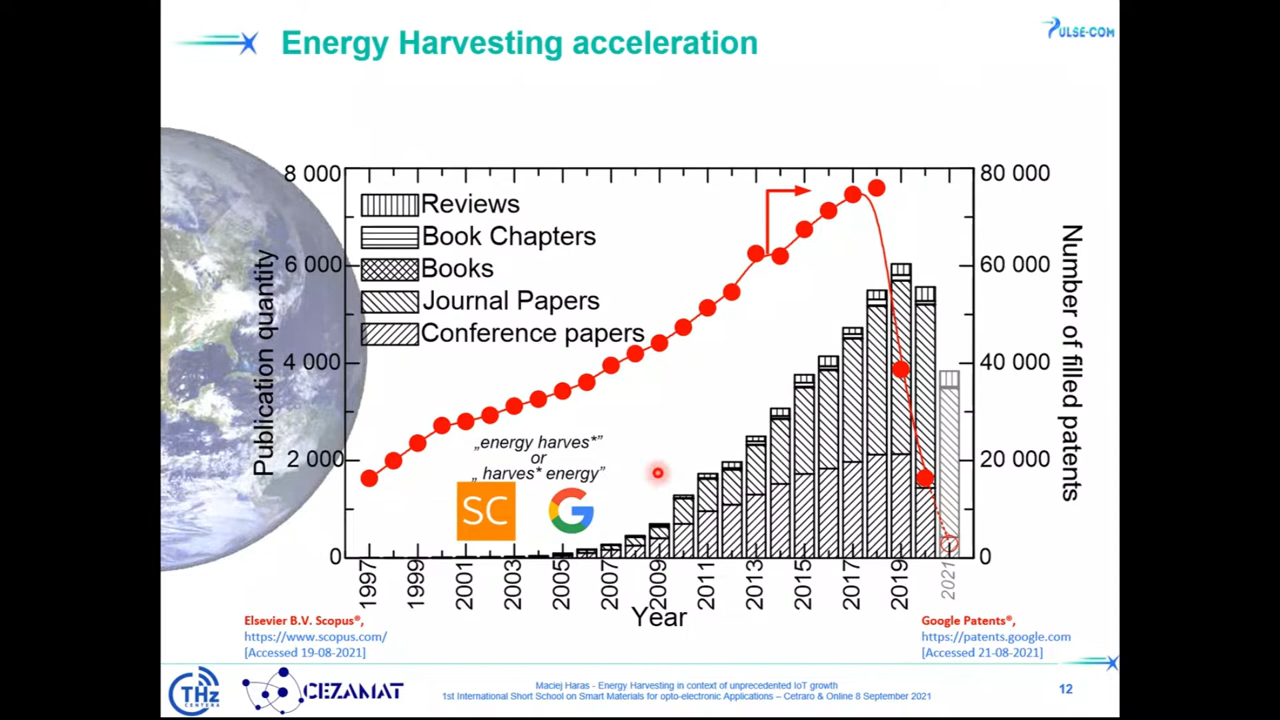 Energy Harvesting acceleration
PULSE-COM
8 000
6 000
4 000
2 000
0
Publication quantity
Reviews
Book Chapters
Books
Journal Papers
Conference papers
„energy harves*”
or
„ harves* energy”
SC
G
80 000
60 000
40 000
20 000
0
Number of filled patents
1997
1999
2001
2003
2005
2007
2009
2011
2013
2015
2017
2019
2021
Year
Elsevier B.V. Scopus®,
https://www.scopus.com/
[Accessed 19-08-2021]
Google Patents®,
https://patents.google.com
[Accessed 21-08-2021]
THz
CENTERA
CEZAMAT
Maciej Haras - Energy Harvesting in context of unprecedented IoT growth
1st International Short School on Smart Materials for opto-electronic Applications – Cetraro & Online 8 September 2021
12